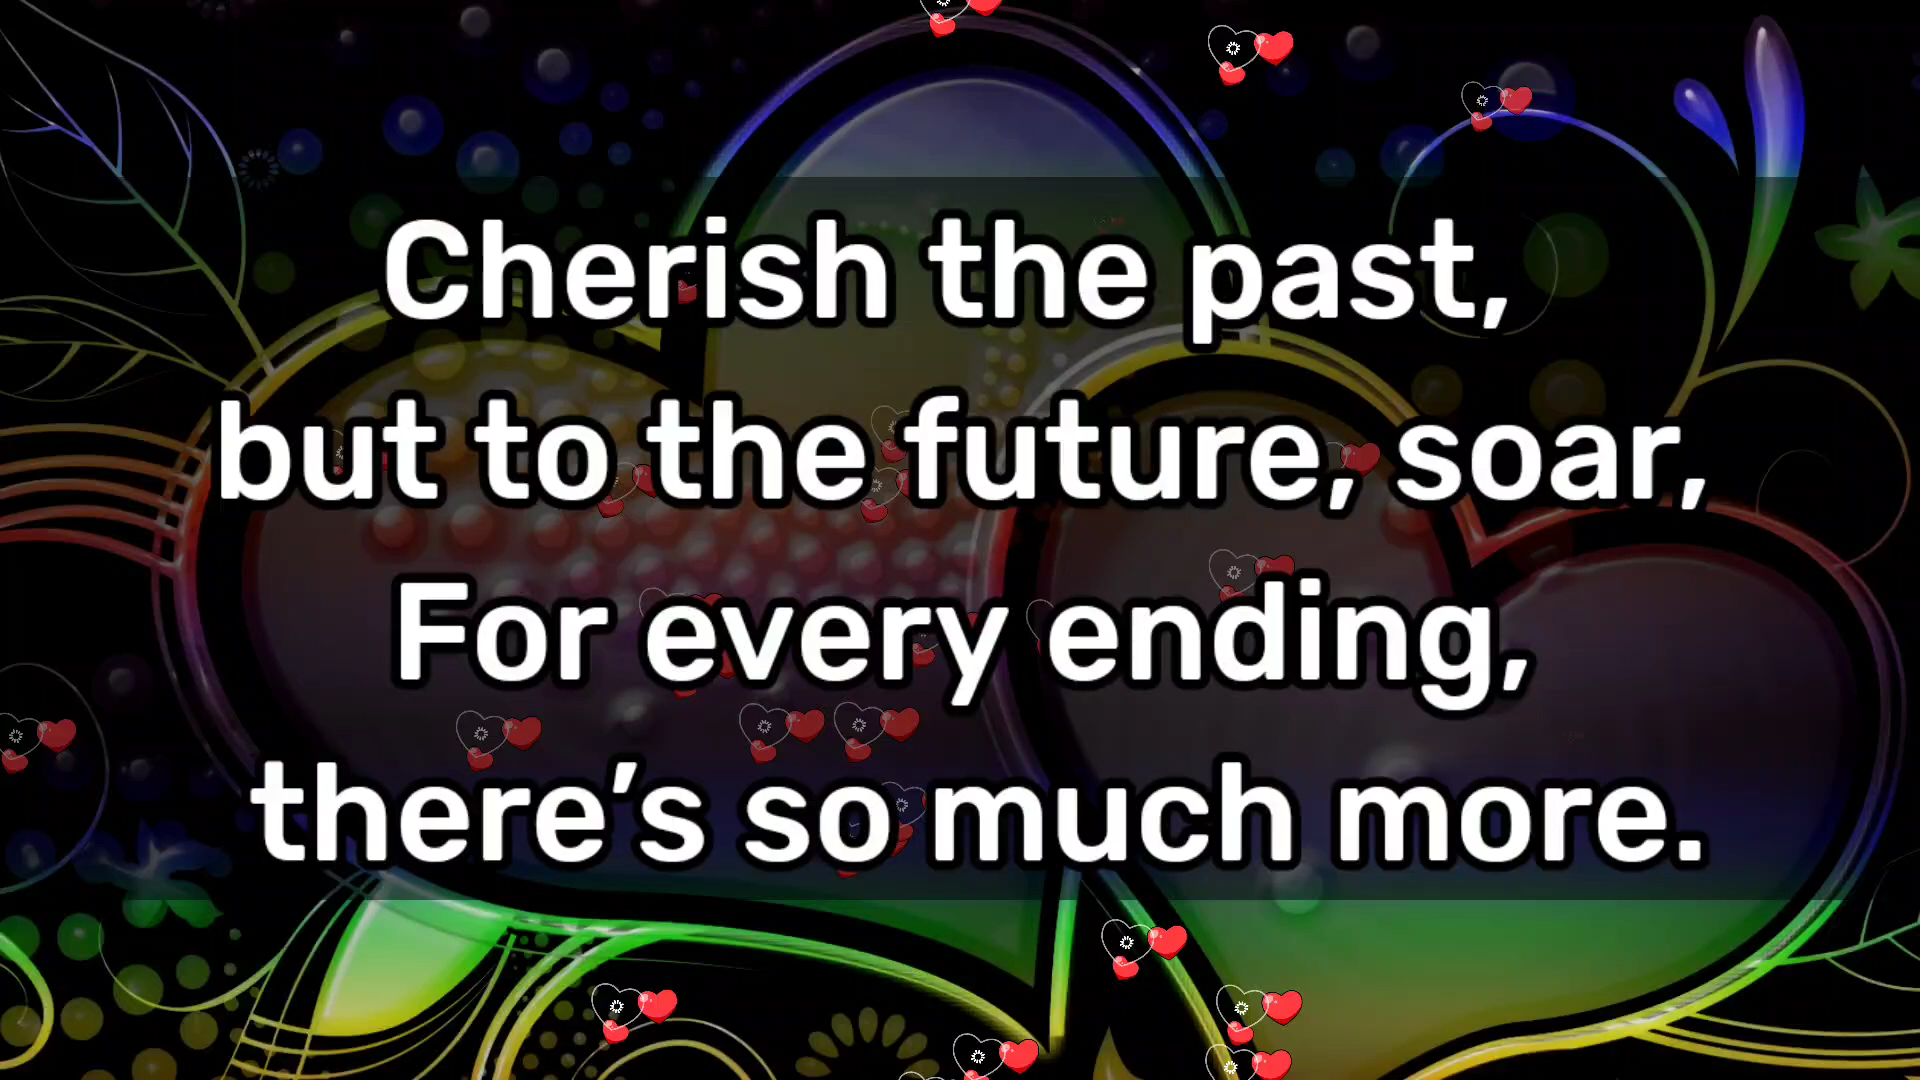 Cherish the past,
but to the future, soar,
For every ending,
there’s so much more.